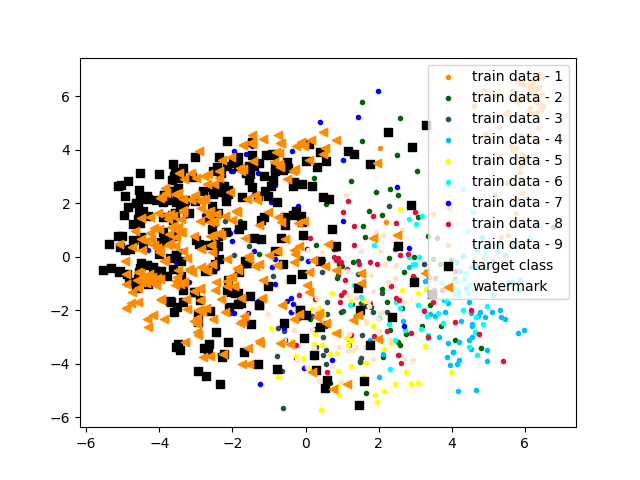 6
4
2
0
−2
−4
−6
−6 −4 −2 0 2 4 6
train data - 1
train data - 2
train data - 3
train data - 4
train data - 5
train data - 6
train data - 7
train data - 8
train data - 9
target class
watermark